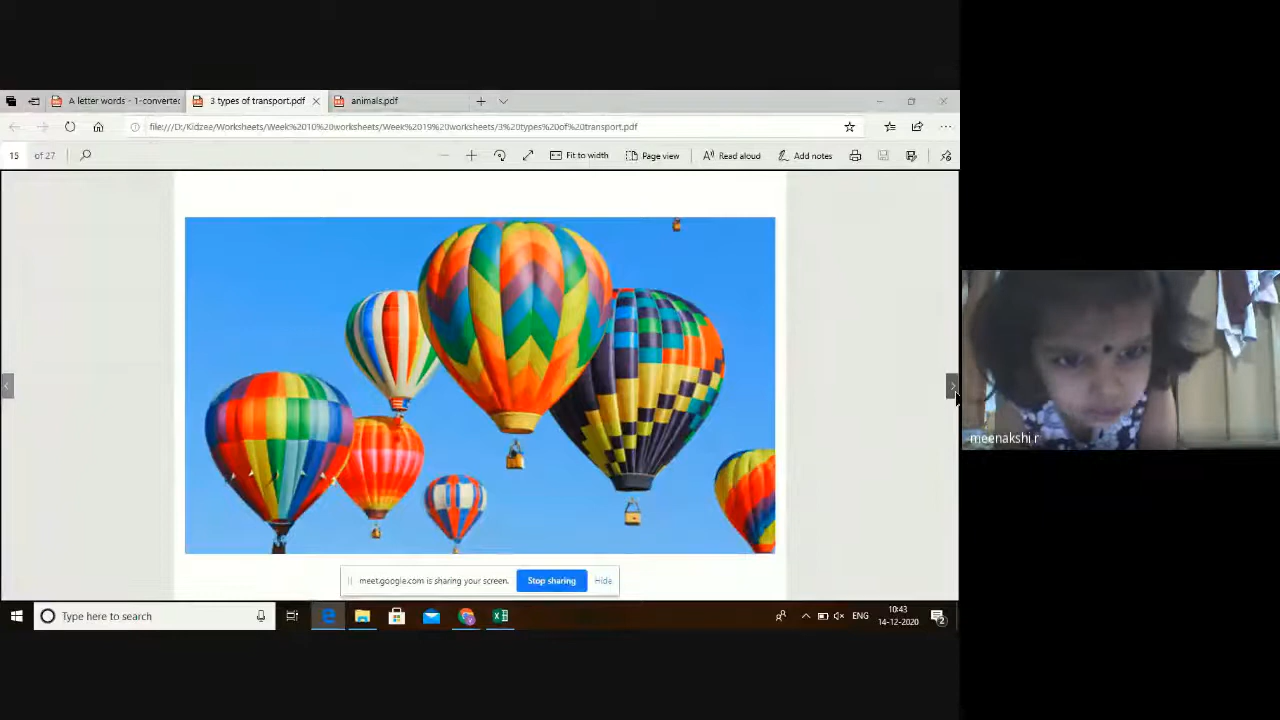 A letter words - 1-converted
3 types of transport.pdf
animals.pdf
file:///D:/Kidzee/Worksheets/Week%2010%20worksheets/Week%2019%20worksheets/3%20types%20of%20transport.pdf
15 of 27
Fit to width
Page view
Read aloud
Add notes
meenakshi r
meet.google.com is sharing your screen.
Stop sharing
Hide
Type here to search
ENG
10:43
14-12-2020
2